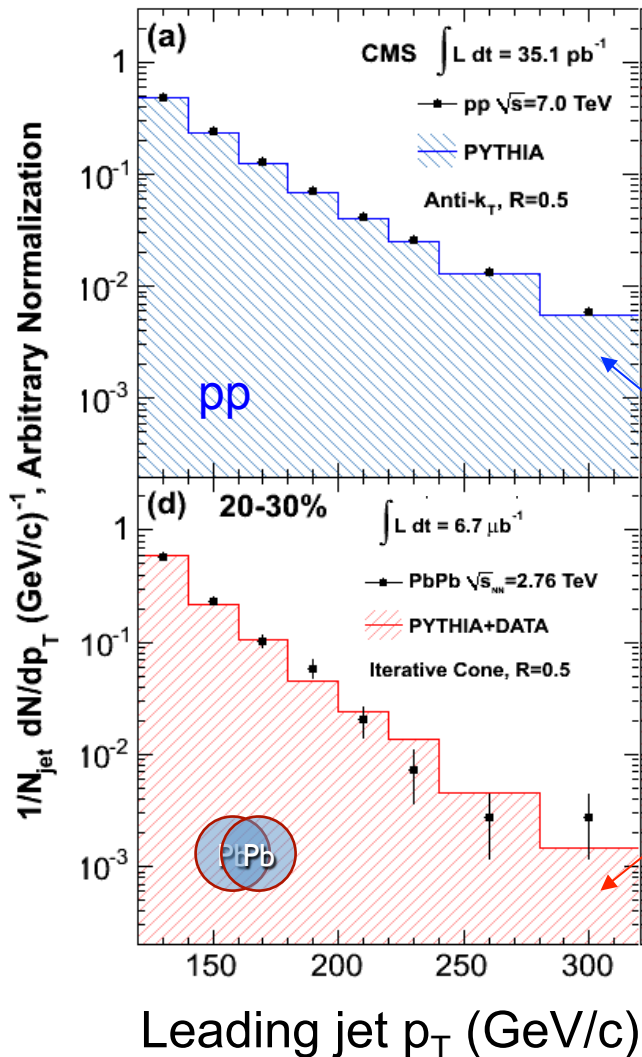 1/N_jet dN/dp_T (GeV/c)^-1, Arbitrary Normalization
(a)
CMS ∫ L dt = 35.1 pb^-1
pp √s=7.0 TeV
PYTHIA
Anti-k_T, R=0.5
1
10^-1
10^-2
10^-3
pp
(d) 20-30%
∫ L dt = 6.7 μb^-1
PbPb √s_NN=2.76 TeV
PYTHIA+DATA
Iterative Cone, R=0.5
1
10^-1
10^-2
10^-3
Pb Pb
150 200 250 300
Leading jet p_T (GeV/c)